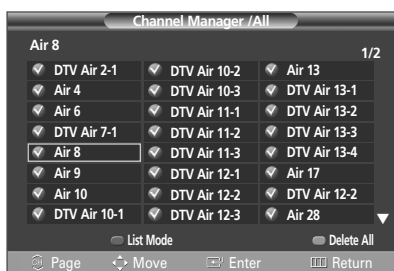 Channel Manager /All
Air 8
1/2
DTV Air 2-1 DTV Air 10-2 Air 13
Air 4 DTV Air 10-3 DTV Air 13-1
Air 6 DTV Air 11-1 DTV Air 13-2
DTV Air 7-1 DTV Air 11-2 DTV Air 13-3
Air 8 DTV Air 11-3 DTV Air 13-4
Air 9 DTV Air 12-1 Air 17
Air 10 DTV Air 12-2 DTV Air 12-2
DTV Air 10-1 DTV Air 12-3 Air 28
List Mode Delete All
Page Move Enter Return